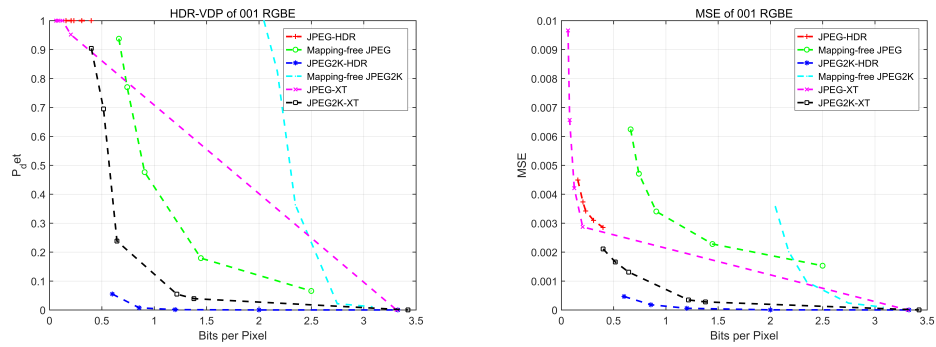 HDR-VDP of 001 RGBE
1
0.9
0.8
0.7
0.6
0.5
0.4
0.3
0.2
0.1
0
P_det
0 0.5 1 1.5 2 2.5 3 3.5
Bits per Pixel
JPEG-HDR
Mapping-free JPEG
JPEG2K-HDR
Mapping-free JPEG2K
JPEG-XT
JPEG2K-XT
MSE of 001 RGBE
0.01
0.009
0.008
0.007
0.006
0.005
0.004
0.003
0.002
0.001
0
MSE
0 0.5 1 1.5 2 2.5 3 3.5
Bits per Pixel
JPEG-HDR
Mapping-free JPEG
JPEG2K-HDR
Mapping-free JPEG2K
JPEG-XT
JPEG2K-XT